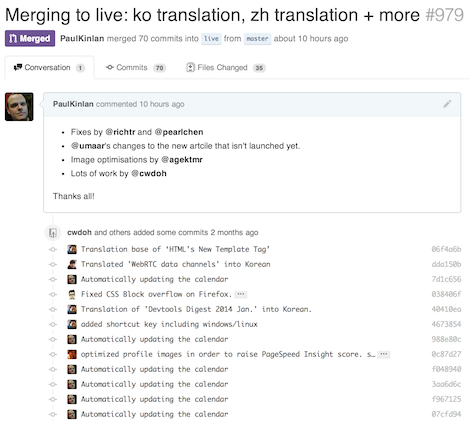 Merging to live: ko translation, zh translation + more #979
Merged PaulKinlan merged 70 commits into live from master about 10 hours ago
Conversation 1 Commits 70 Files Changed 35
PaulKinlan commented 10 hours ago
• Fixes by @richtr and @pearlchen
• @umaar's changes to the new artcile that isn't launched yet.
• Image optimisations by @agektmr
• Lots of work by @cwdoh
Thanks all!
cwdoh and others added some commits 2 months ago
Translation base of 'HTML's New Template Tag' 06f4a6b
Translated 'WebRTC data channels' into Korean dda150b
Automatically updating the calendar 7d1c656
Fixed CSS Block overflow on Firefox. … 038406f
Translation of 'Devtools Digest 2014 Jan.' into Korean. 40410ea
added shortcut key including windows/linux 4673854
Automatically updating the calendar 988e80c
optimized profile images in order to raise PageSpeed Insight score. s… … 0c87d27
Automatically updating the calendar f048940
Automatically updating the calendar 3aa6d6c
Automatically updating the calendar f967125
Automatically updating the calendar 07cfd94